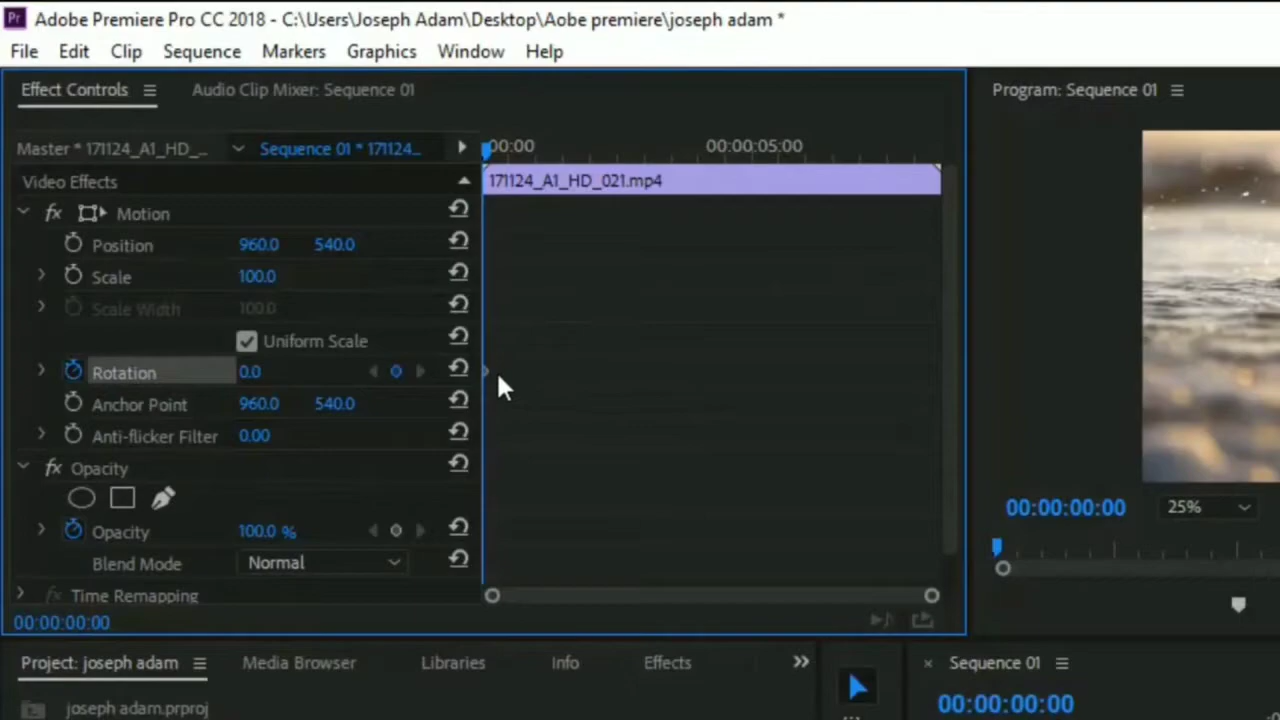 Pr Adobe Premiere Pro CC 2018 - C:\Users\Joseph Adam\Desktop\Aobe premiere\joseph adam *
File Edit Clip Sequence Markers Graphics Window Help
Effect Controls Audio Clip Mixer: Sequence 01
Program: Sequence 01
Master * 171124_A1_HD_... Sequence 01 * 171124...
:00:00 00:00:05:00
Video Effects
171124_A1_HD_021.mp4
fx Motion
Position 960.0 540.0
Scale 100.0
Scale Width 100.0
Uniform Scale
Rotation 0.0
Anchor Point 960.0 540.0
Anti-flicker Filter 0.00
fx Opacity
Opacity 100.0 %
Blend Mode Normal
fx Time Remapping
00:00:00:00
00:00:00:00 25%
Project: joseph adam Media Browser Libraries Info Effects
joseph adam.prproj
× Sequence 01
00:00:00:00